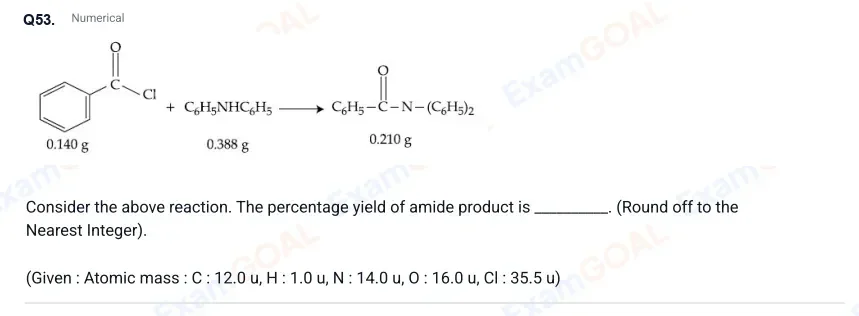 Q53. Numerical
O
C
Cl
+ C₆H₅NHC₆H₅ ⟶ C₆H₅–C–N–(C₆H₅)₂
O
0.140 g 0.388 g 0.210 g
Consider the above reaction. The percentage yield of amide product is ________. (Round off to the
Nearest Integer).
(Given : Atomic mass : C : 12.0 u, H : 1.0 u, N : 14.0 u, O : 16.0 u, Cl : 35.5 u)
ExamGOAL